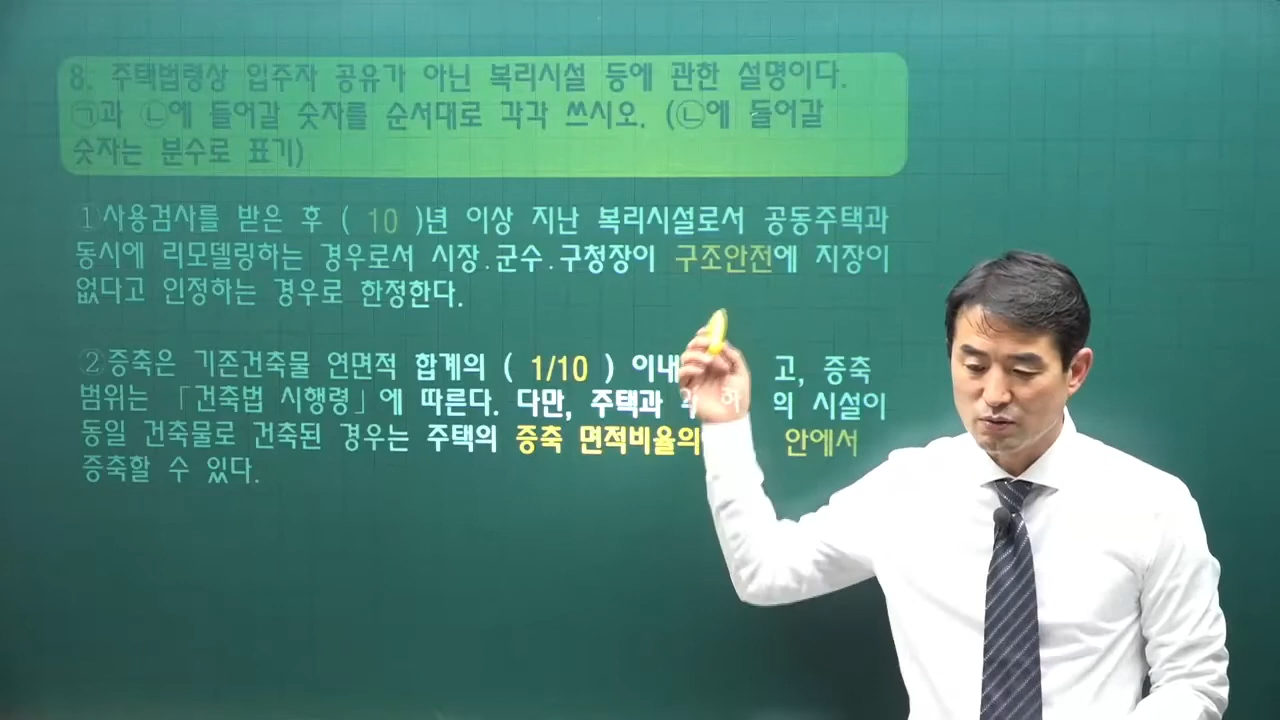 8. 주택법령상 입주자 공유가 아닌 복리시설 등에 관한 설명이다.
㉠과 ㉡에 들어갈 숫자를 순서대로 각각 쓰시오. (㉡에 들어갈
숫자는 분수로 표기)
①사용검사를 받은 후 ( 10 )년 이상 지난 복리시설로서 공동주택과
동시에 리모델링하는 경우로서 시장.군수.구청장이 구조안전에 지장이
없다고 인정하는 경우로 한정한다.
②증축은 기존건축물 연면적 합계의 ( 1/10 ) 이내 고, 증축
범위는 「건축법 시행령」에 따른다. 다만, 주택과 의 시설이
동일 건축물로 건축된 경우는 주택의 증축 면적비율의 안에서
증축할 수 있다.